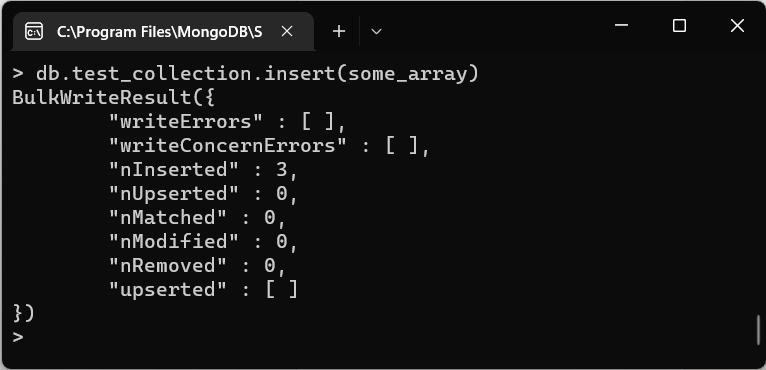 C:\Program Files\MongoDB\S
> db.test_collection.insert(some_array)
BulkWriteResult({
        "writeErrors" : [ ],
        "writeConcernErrors" : [ ],
        "nInserted" : 3,
        "nUpserted" : 0,
        "nMatched" : 0,
        "nModified" : 0,
        "nRemoved" : 0,
        "upserted" : [ ]
})
>